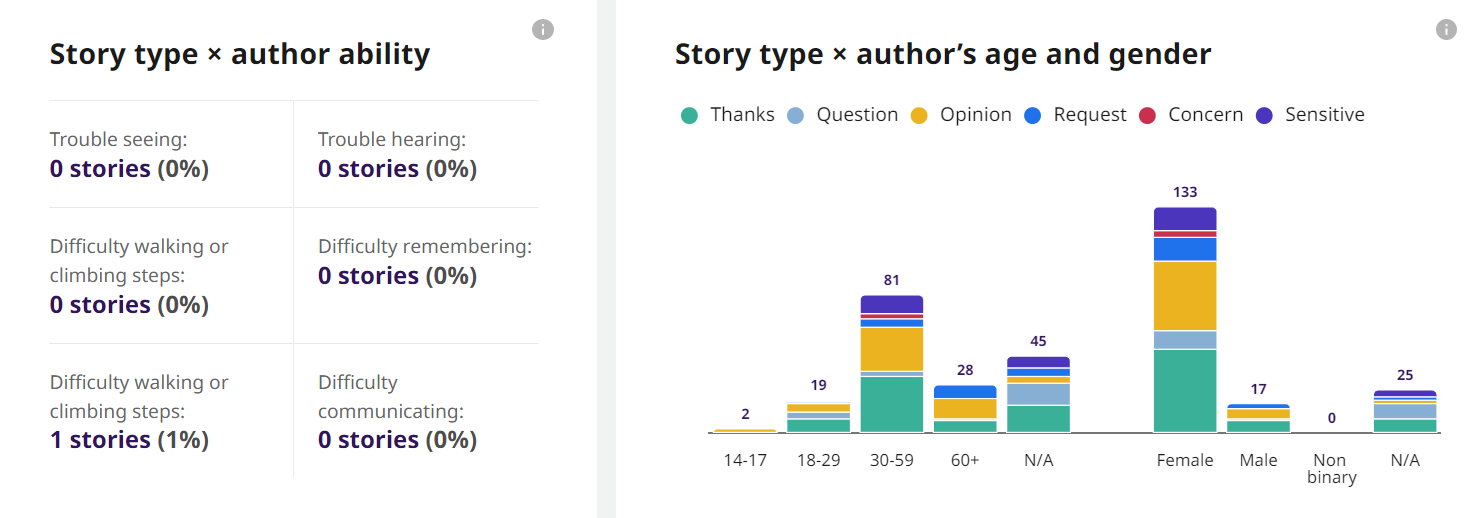 Story type × author ability
Trouble seeing:
0 stories (0%)
Trouble hearing:
0 stories (0%)
Difficulty walking or
climbing steps:
0 stories (0%)
Difficulty remembering:
0 stories (0%)
Difficulty walking or
climbing steps:
1 stories (1%)
Difficulty
communicating:
0 stories (0%)
Story type × author’s age and gender
Thanks Question Opinion Request Concern Sensitive
2
19
81
28
45
133
17
0
25
14-17
18-29
30-59
60+
N/A
Female
Male
Non
binary
N/A